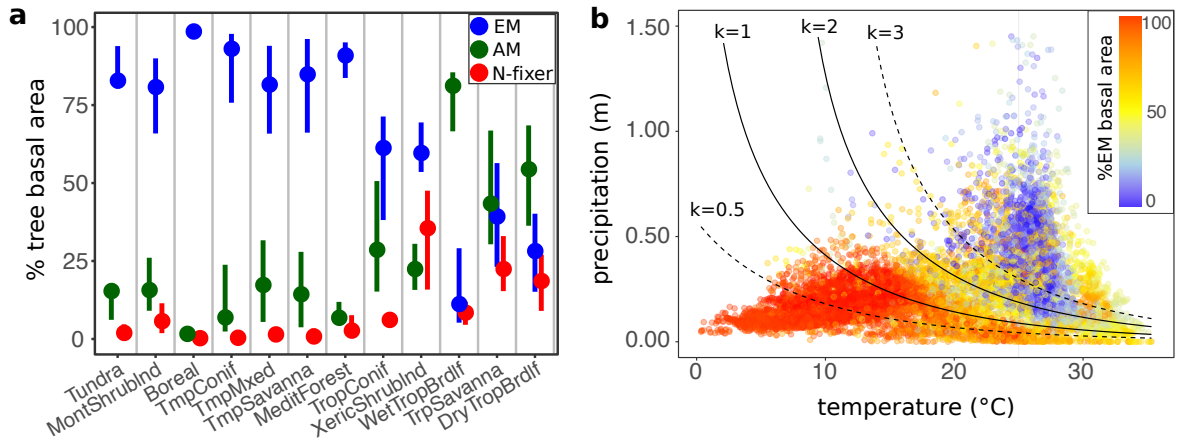 a
% tree basal area
100
75
50
25
0
EM
AM
N-fixer
Tundra
MontShrublnd
Boreal
TmpConif
TmpMxed
TmpSavanna
MeditForest
TropConif
XericShrublnd
WetTropBrdlf
TrpSavanna
DryTropBrdlf
b
precipitation (m)
1.50
1.00
0.50
0.00
k=1
k=2
k=3
k=0.5
%EM basal area
100
50
0
0
10
20
30
temperature (°C)